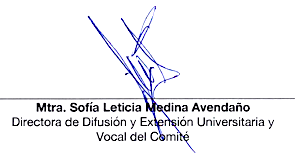 Mtra. Sofía Leticia Medina Avendaño
Directora de Difusión y Extensión Universitaria y
Vocal del Comité